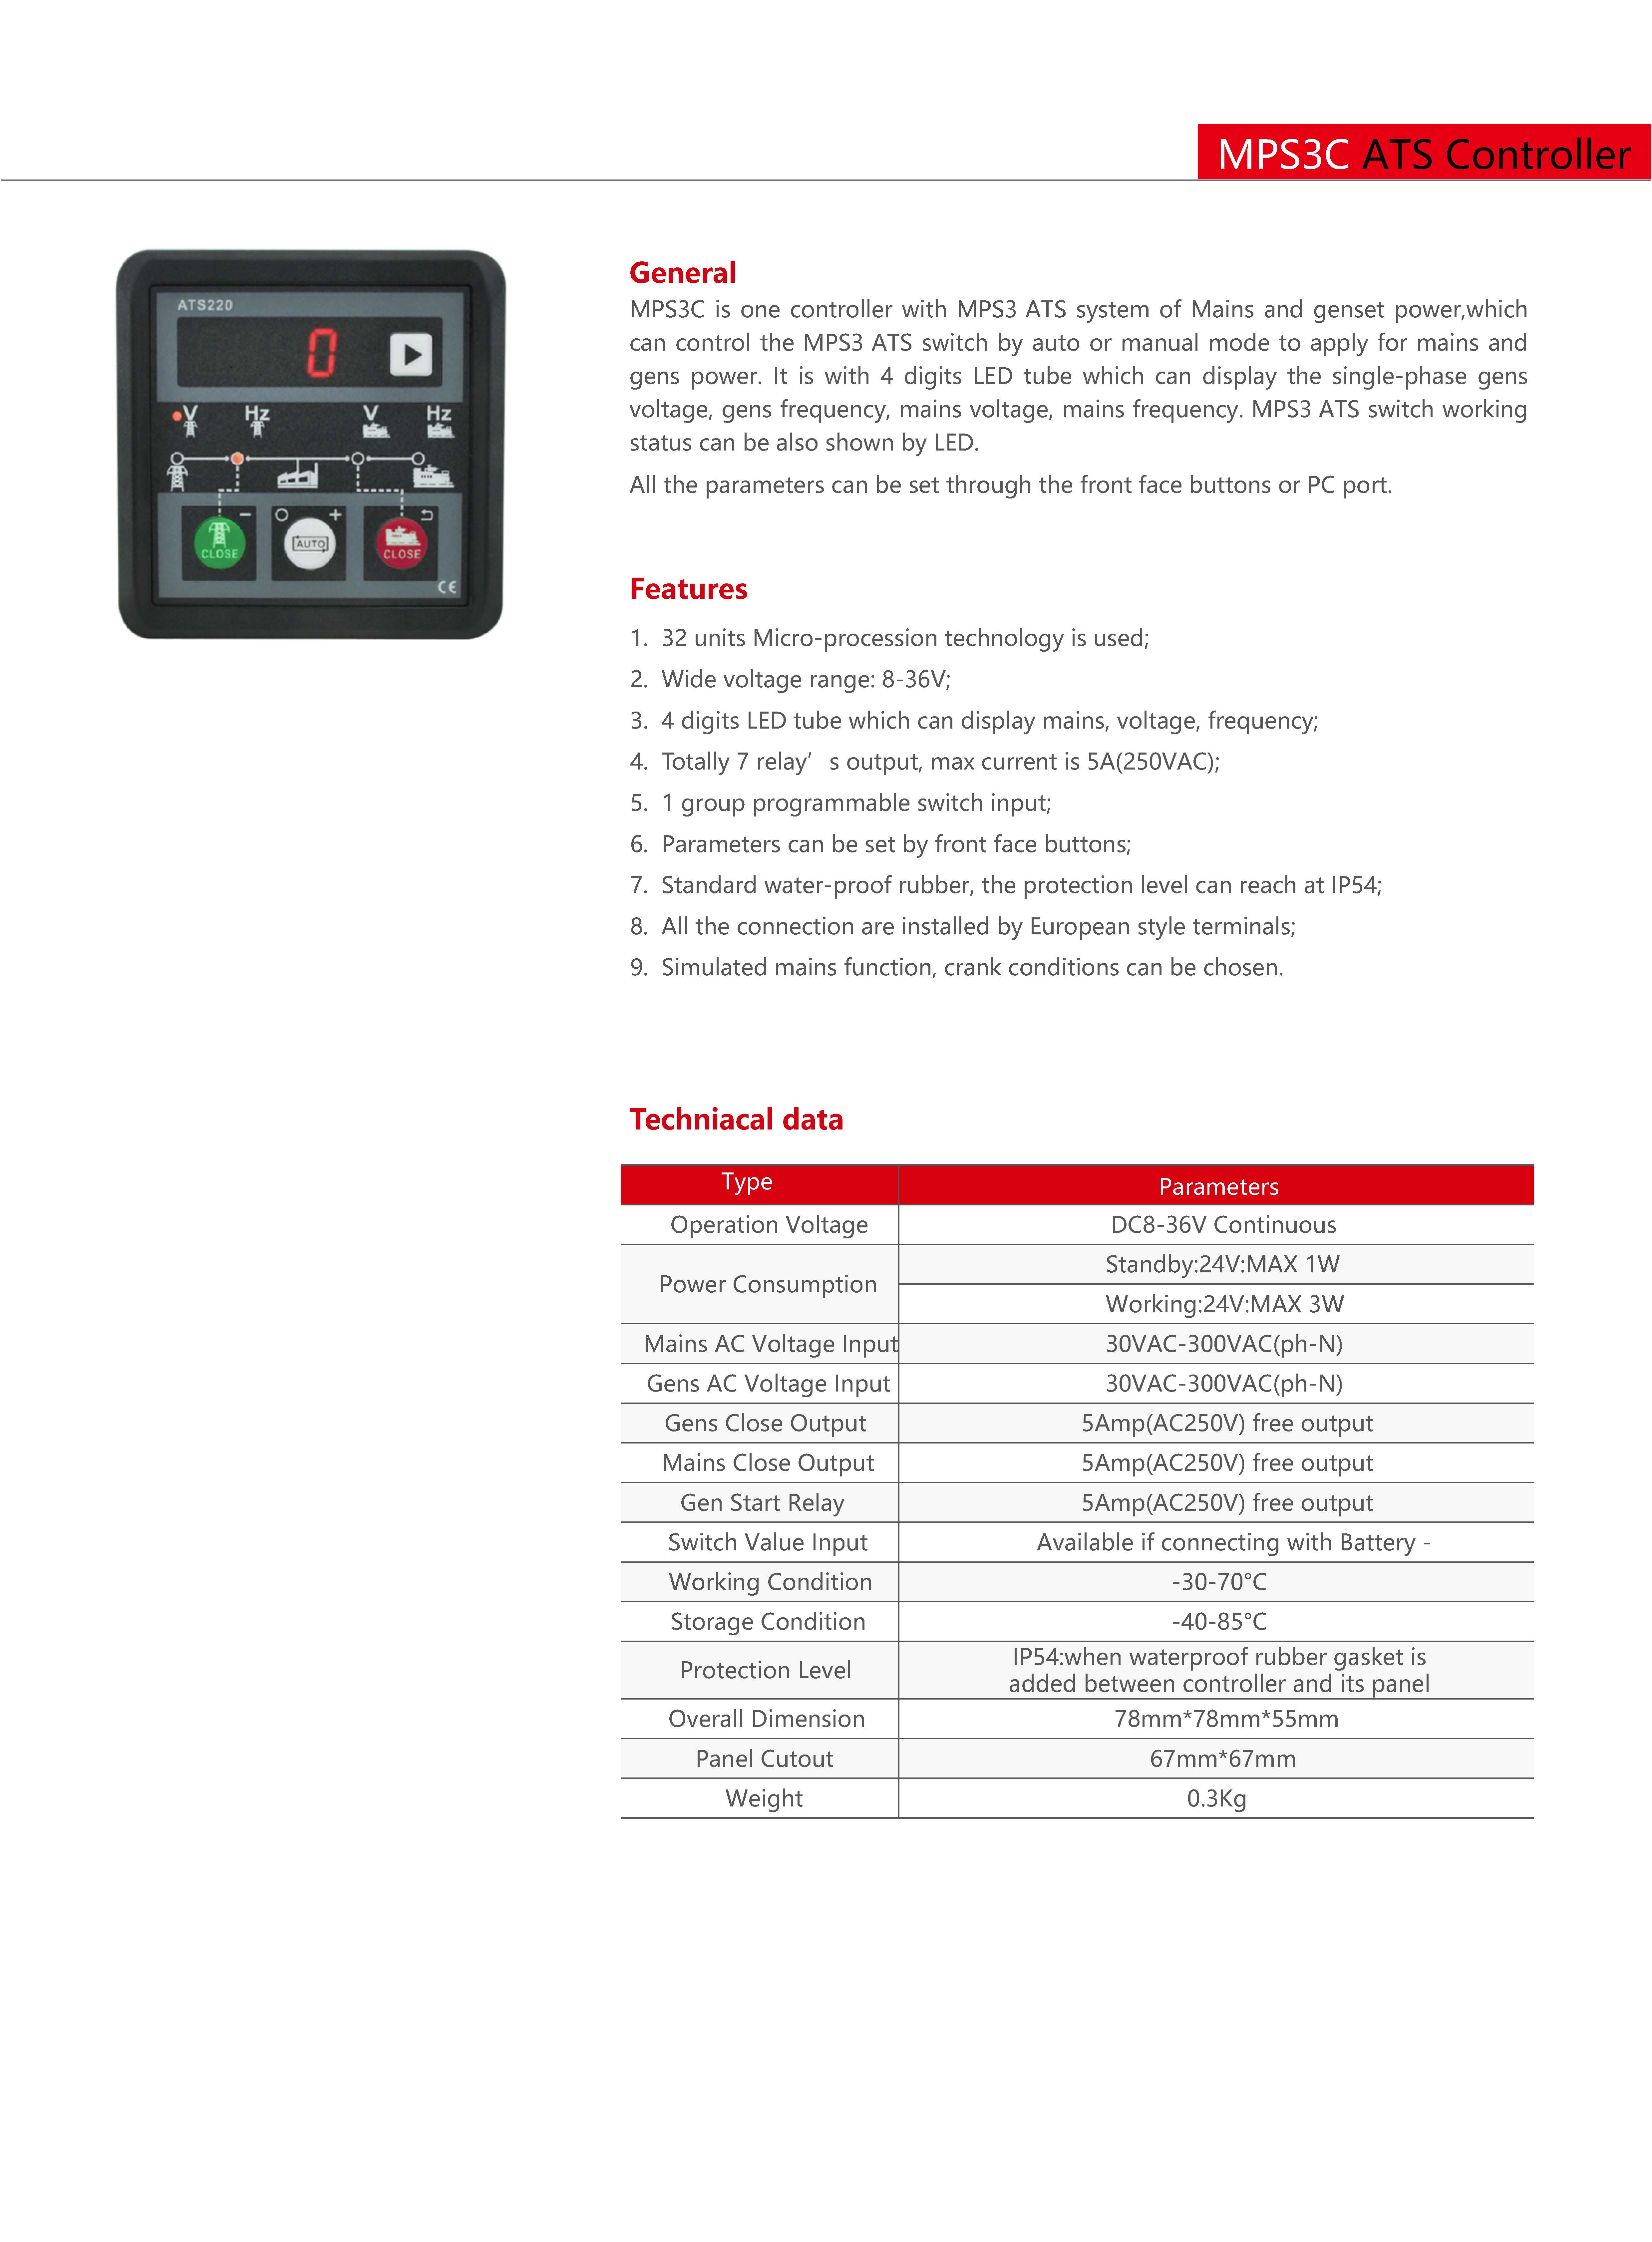 MPS3C ATS Controller
ATS220
0
V
Hz
V
Hz
- 
+
CLOSE
AUTO
CLOSE
CE
General
MPS3C is one controller with MPS3 ATS system of Mains and genset power,which
can control the MPS3 ATS switch by auto or manual mode to apply for mains and
gens power. It is with 4 digits LED tube which can display the single-phase gens
voltage, gens frequency, mains voltage, mains frequency. MPS3 ATS switch working
status can be also shown by LED.
All the parameters can be set through the front face buttons or PC port.
Features
1. 32 units Micro-procession technology is used;
2. Wide voltage range: 8-36V;
3. 4 digits LED tube which can display mains, voltage, frequency;
4. Totally 7 relay’ s output, max current is 5A(250VAC);
5. 1 group programmable switch input;
6. Parameters can be set by front face buttons;
7. Standard water-proof rubber, the protection level can reach at IP54;
8. All the connection are installed by European style terminals;
9. Simulated mains function, crank conditions can be chosen.
Techniacal data
Type Parameters
Operation Voltage DC8-36V Continuous
Power Consumption Standby:24V:MAX 1W
Working:24V:MAX 3W
Mains AC Voltage Input 30VAC-300VAC(ph-N)
Gens AC Voltage Input 30VAC-300VAC(ph-N)
Gens Close Output 5Amp(AC250V) free output
Mains Close Output 5Amp(AC250V) free output
Gen Start Relay 5Amp(AC250V) free output
Switch Value Input Available if connecting with Battery -
Working Condition -30-70°C
Storage Condition -40-85°C
Protection Level IP54:when waterproof rubber gasket is
added between controller and its panel
Overall Dimension 78mm*78mm*55mm
Panel Cutout 67mm*67mm
Weight 0.3Kg